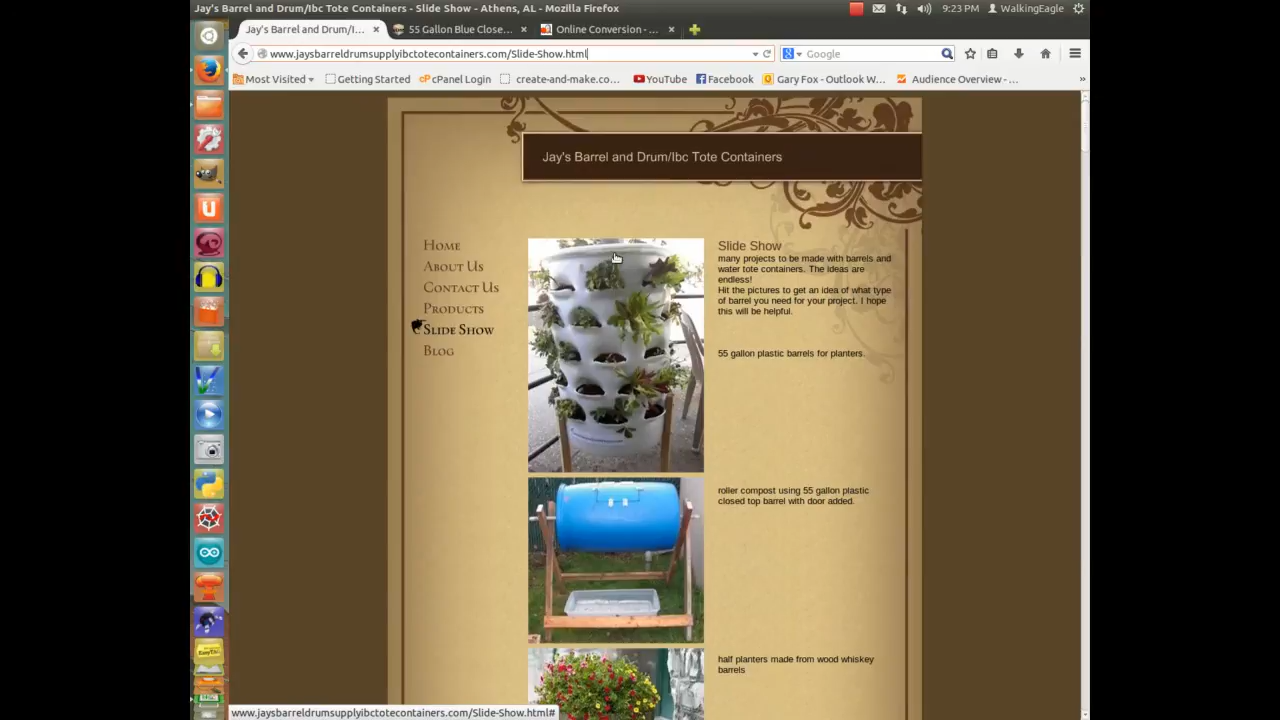 Jay's Barrel and Drum/Ibc Tote Containers - Slide Show - Athens, AL - Mozilla Firefox
9:23 PM
WalkingEagle
Jay's Barrel and Drum/I...
55 Gallon Blue Close...
Online Conversion - ...
www.jaysbarreldrumsupplyibctotecontainers.com/Slide-Show.html
Google
Most Visited
Getting Started
cPanel Login
create-and-make.co...
YouTube
Facebook
Gary Fox - Outlook W...
Audience Overview - ...
»
Jay's Barrel and Drum/Ibc Tote Containers
Home
About Us
Contact Us
Products
Slide Show
Blog
Slide Show
many projects to be made with barrels and
water tote containers. The ideas are
endless!
Hit the pictures to get an idea of what type
of barrel you need for your project. I hope
this will be helpful.
55 gallon plastic barrels for planters.
roller compost using 55 gallon plastic
closed top barrel with door added.
half planters made from wood whiskey
barrels
www.jaysbarreldrumsupplyibctotecontainers.com/Slide-Show.html#